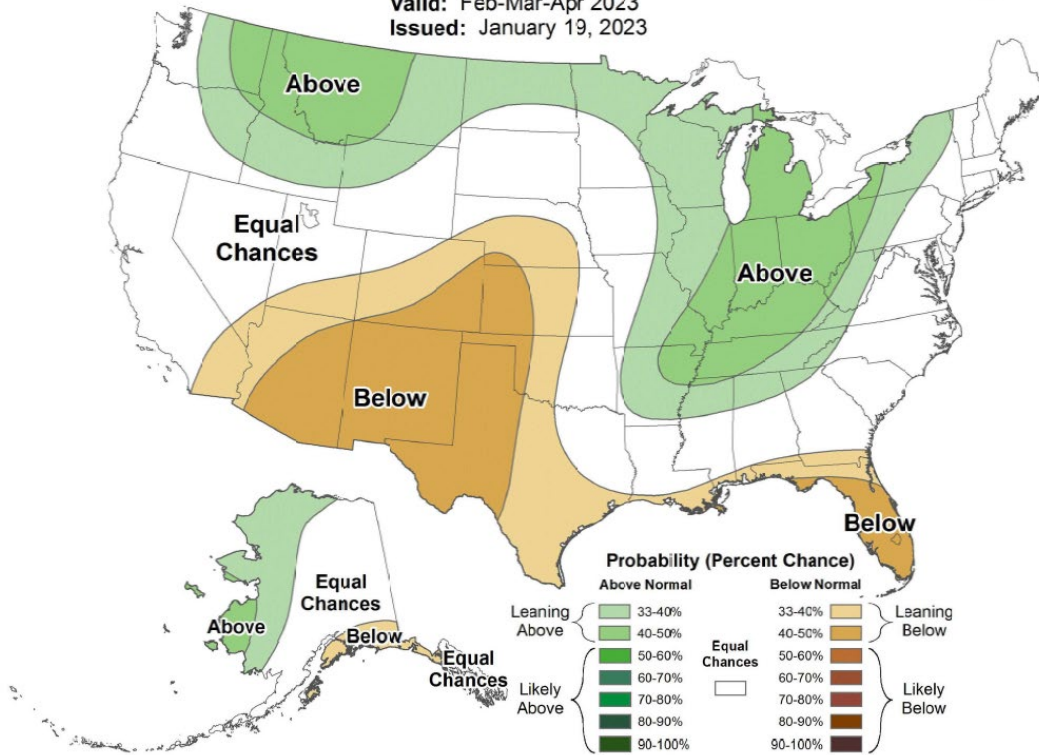 Valid: Feb-Mar-Apr 2023
Issued: January 19, 2023
Above
Equal
Chances
Above
Below
Below
Equal
Chances
Above
Below
Equal
Chances
Probability (Percent Chance)
Above Normal
Below Normal
Leaning
Above
33-40%
40-50%
Likely
Above
50-60%
60-70%
70-80%
80-90%
90-100%
Equal
Chances
33-40%
40-50%
Leaning
Below
50-60%
60-70%
70-80%
80-90%
90-100%
Likely
Below